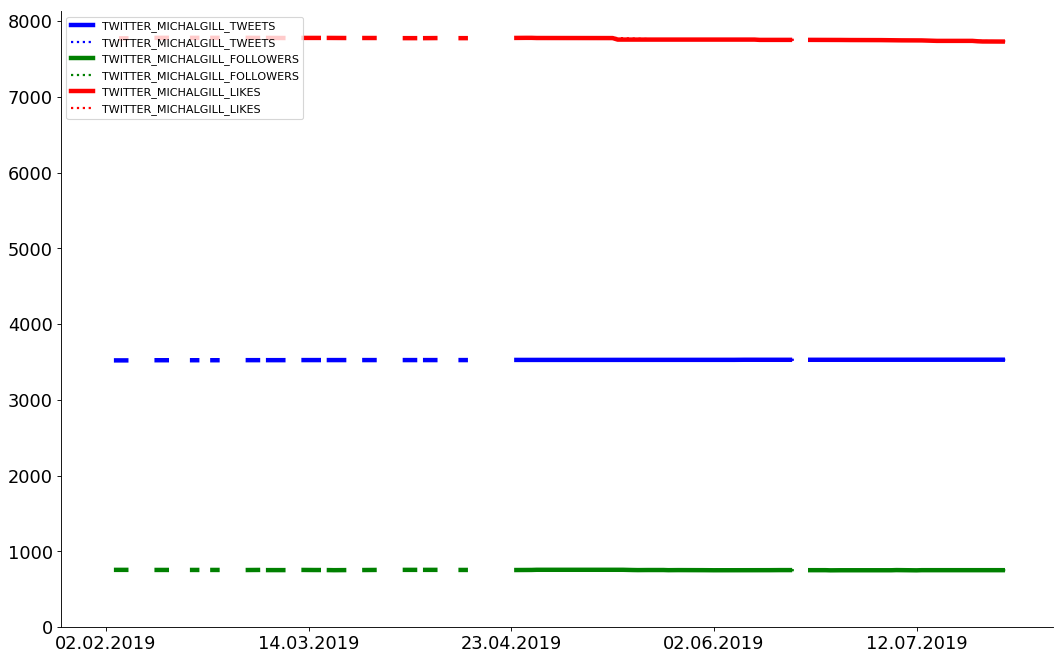 8000
7000
6000
5000
4000
3000
2000
1000
0
TWITTER_MICHALGILL_TWEETS
TWITTER_MICHALGILL_TWEETS
TWITTER_MICHALGILL_FOLLOWERS
TWITTER_MICHALGILL_FOLLOWERS
TWITTER_MICHALGILL_LIKES
TWITTER_MICHALGILL_LIKES
02.02.2019 14.03.2019 23.04.2019 02.06.2019 12.07.2019